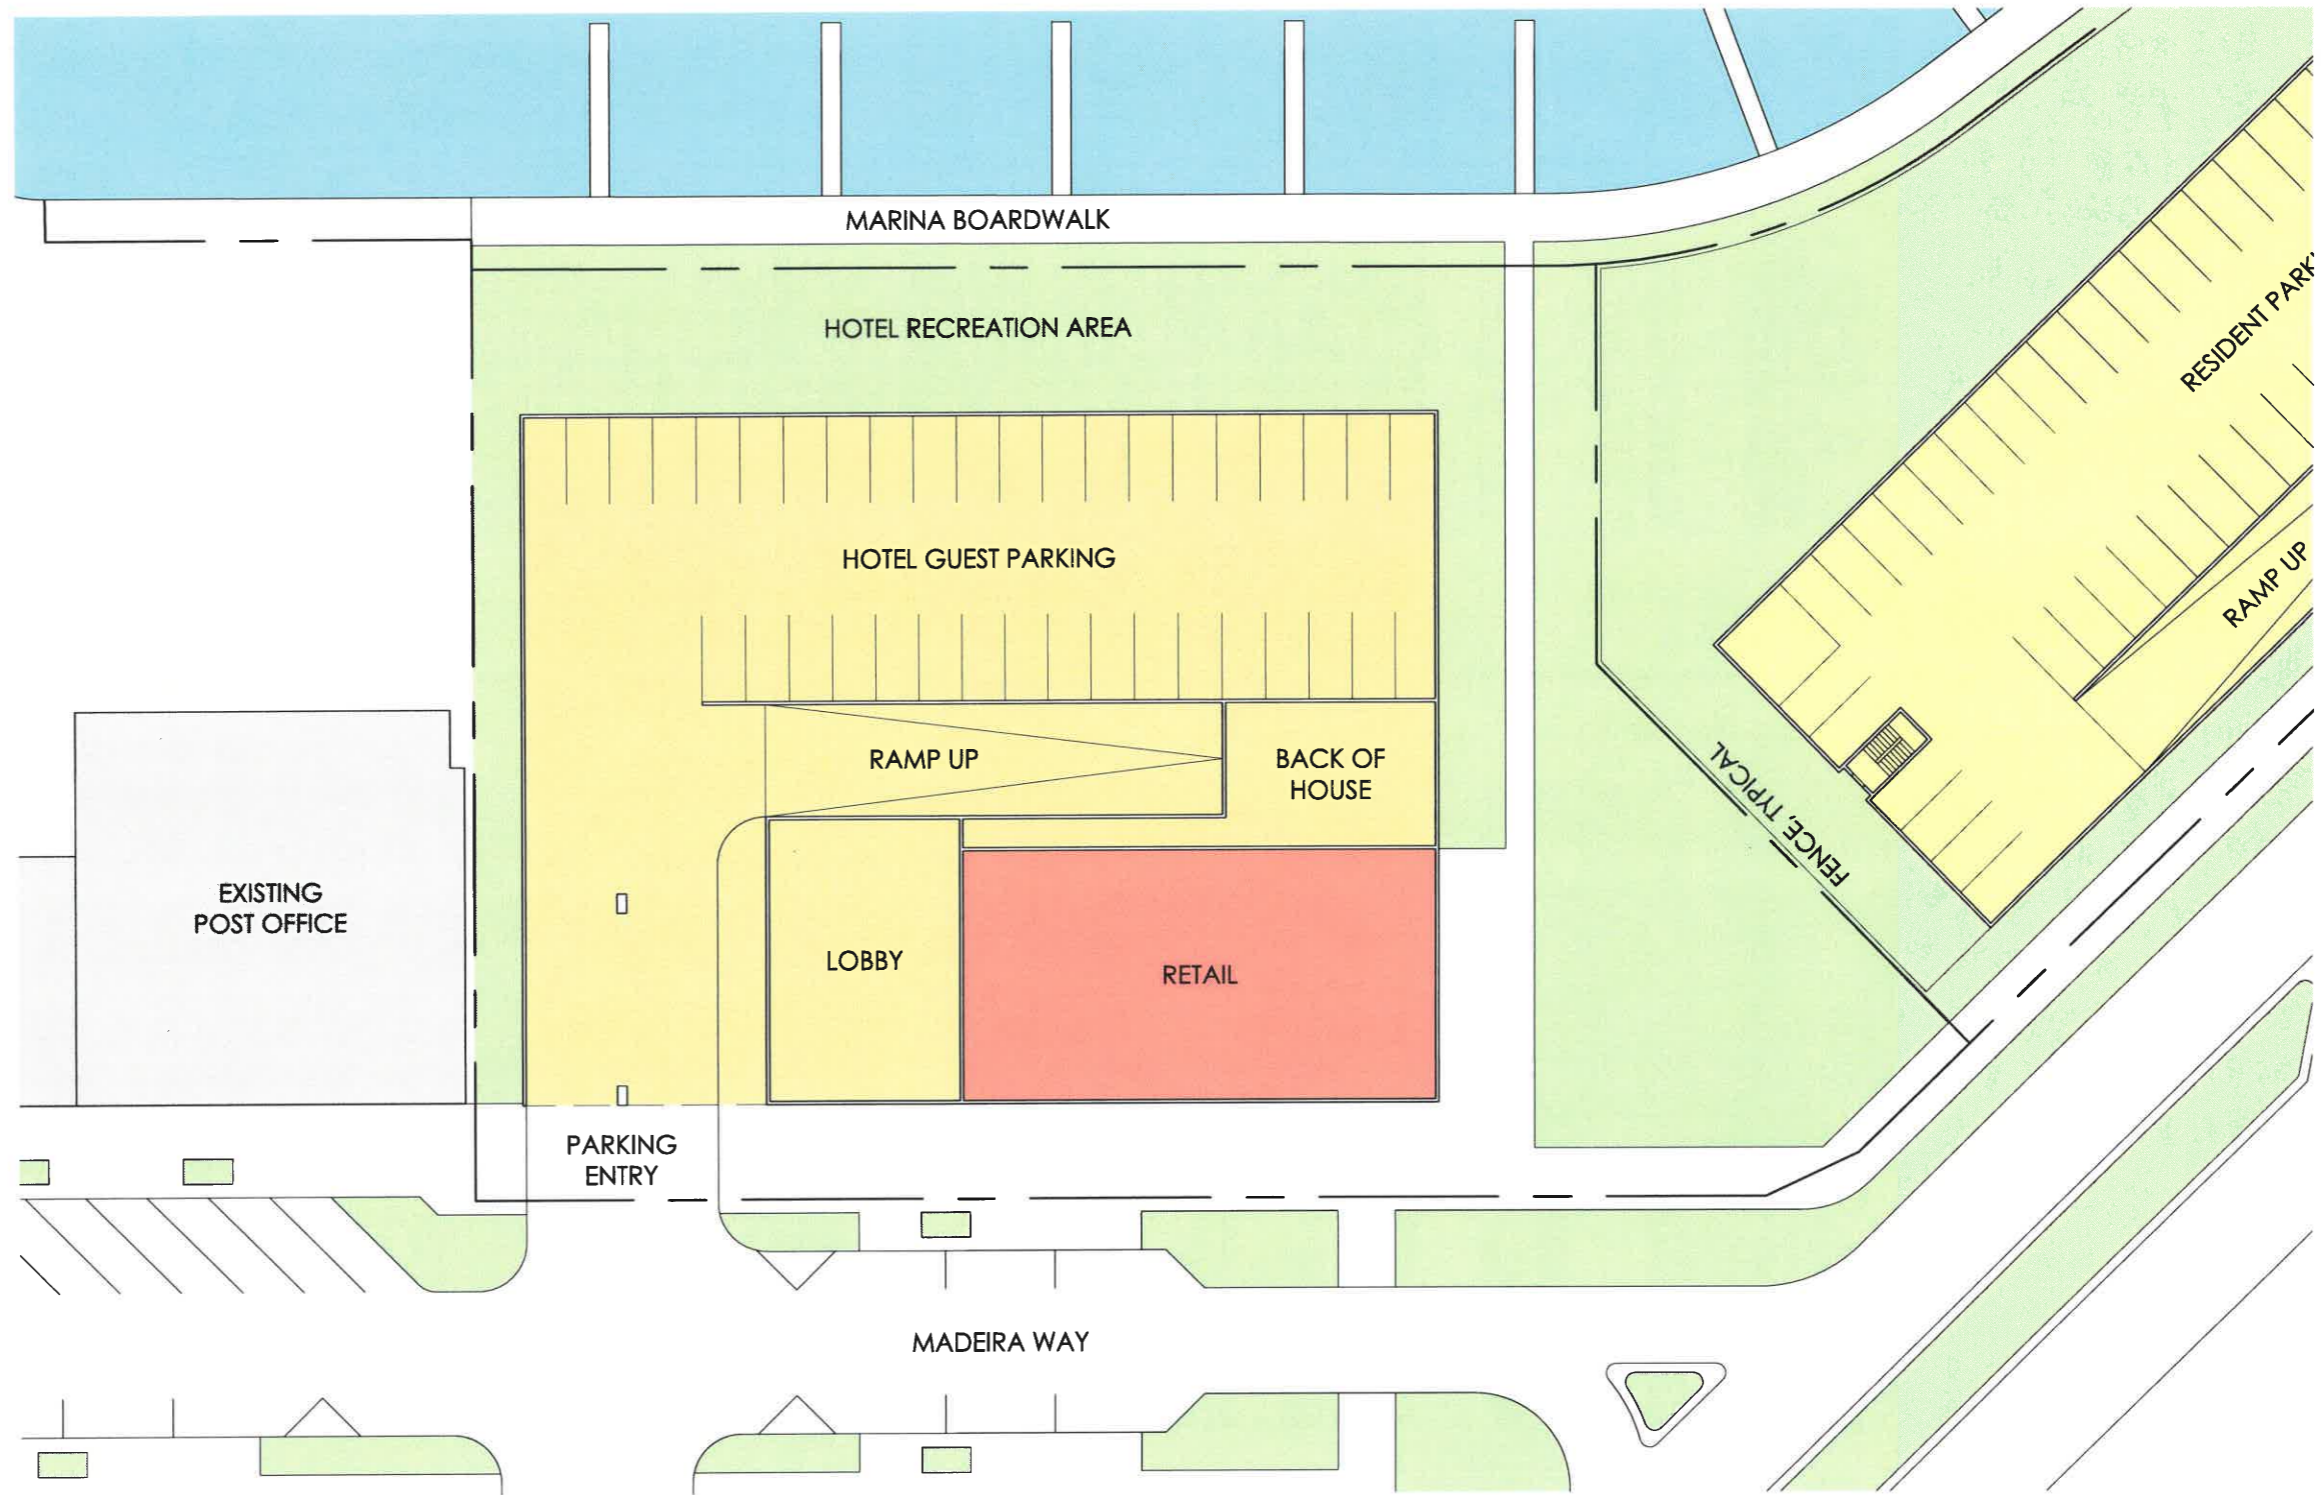 MARINA BOARDWALK
HOTEL RECREATION AREA
RESIDENT PARKI
HOTEL GUEST PARKING
RAMP UP
RAMP UP
BACK OF
HOUSE
FENCE, TYPICAL
EXISTING
POST OFFICE
LOBBY
RETAIL
PARKING
ENTRY
MADEIRA WAY